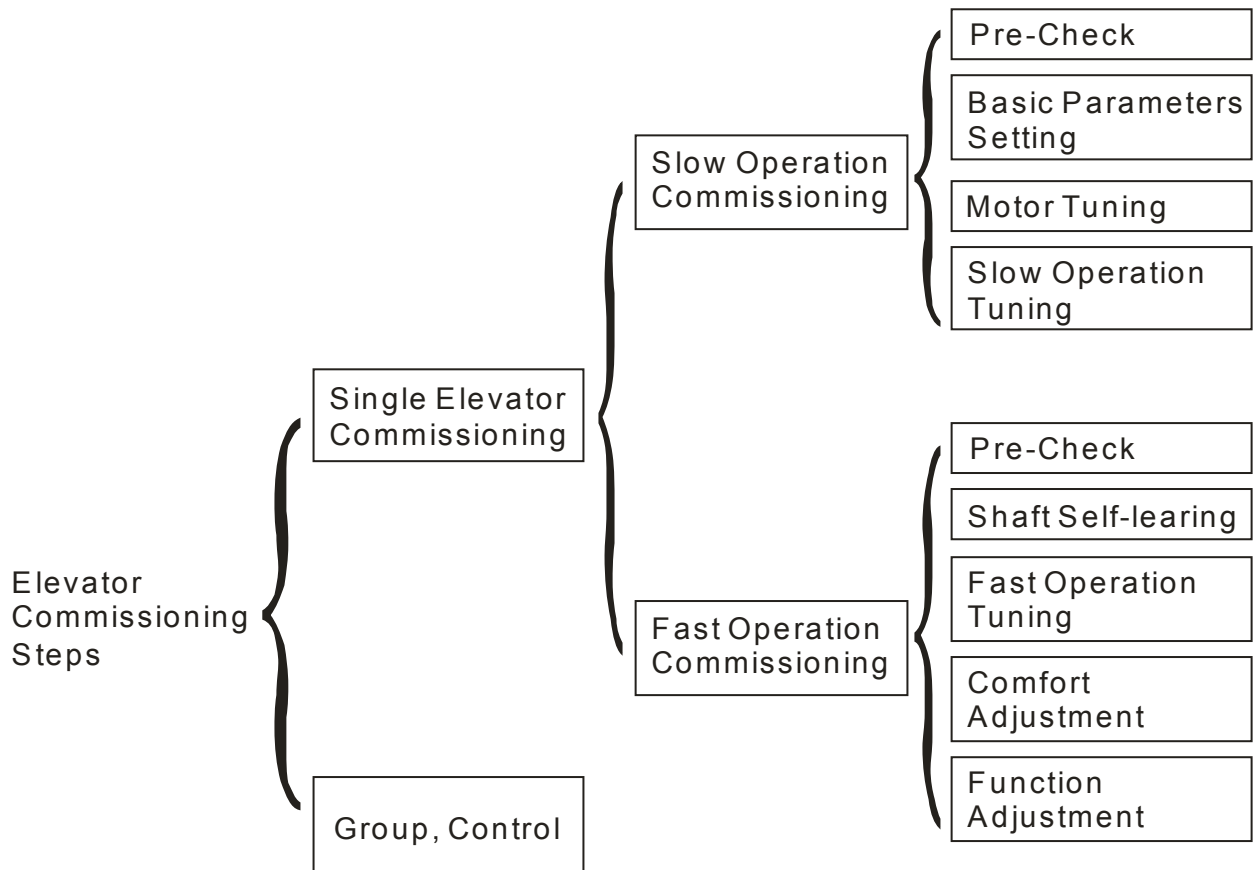 Elevator
Commissioning
Steps
Single Elevator
Commissioning
Slow Operation
Commissioning
Pre-Check
Basic Parameters
Setting
Motor Tuning
Slow Operation
Tuning
Fast Operation
Commissioning
Pre-Check
Shaft Self-learing
Fast Operation
Tuning
Comfort
Adjustment
Function
Adjustment
Group, Control